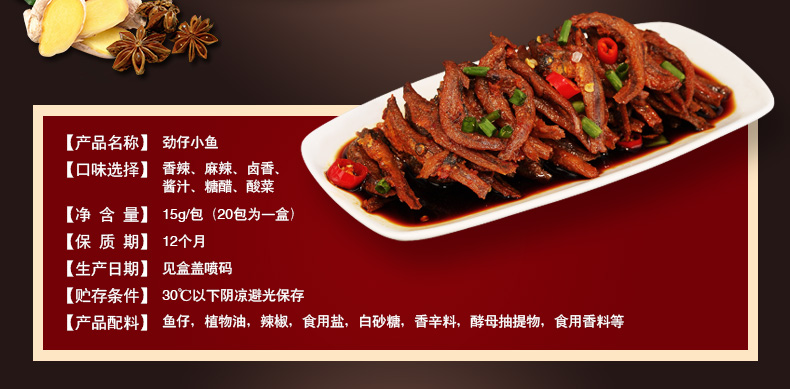 【产品名称】 劲仔小鱼
【口味选择】 香辣、麻辣、卤香、
酱汁、糖醋、酸菜
【净 含 量】 15g/包（20包为一盒）
【保 质 期】 12个月
【生产日期】 见盒盖喷码
【贮存条件】 30℃以下阴凉避光保存
【产品配料】 鱼仔，植物油，辣椒，食用盐，白砂糖，香辛料，酵母抽提物，食用香料等